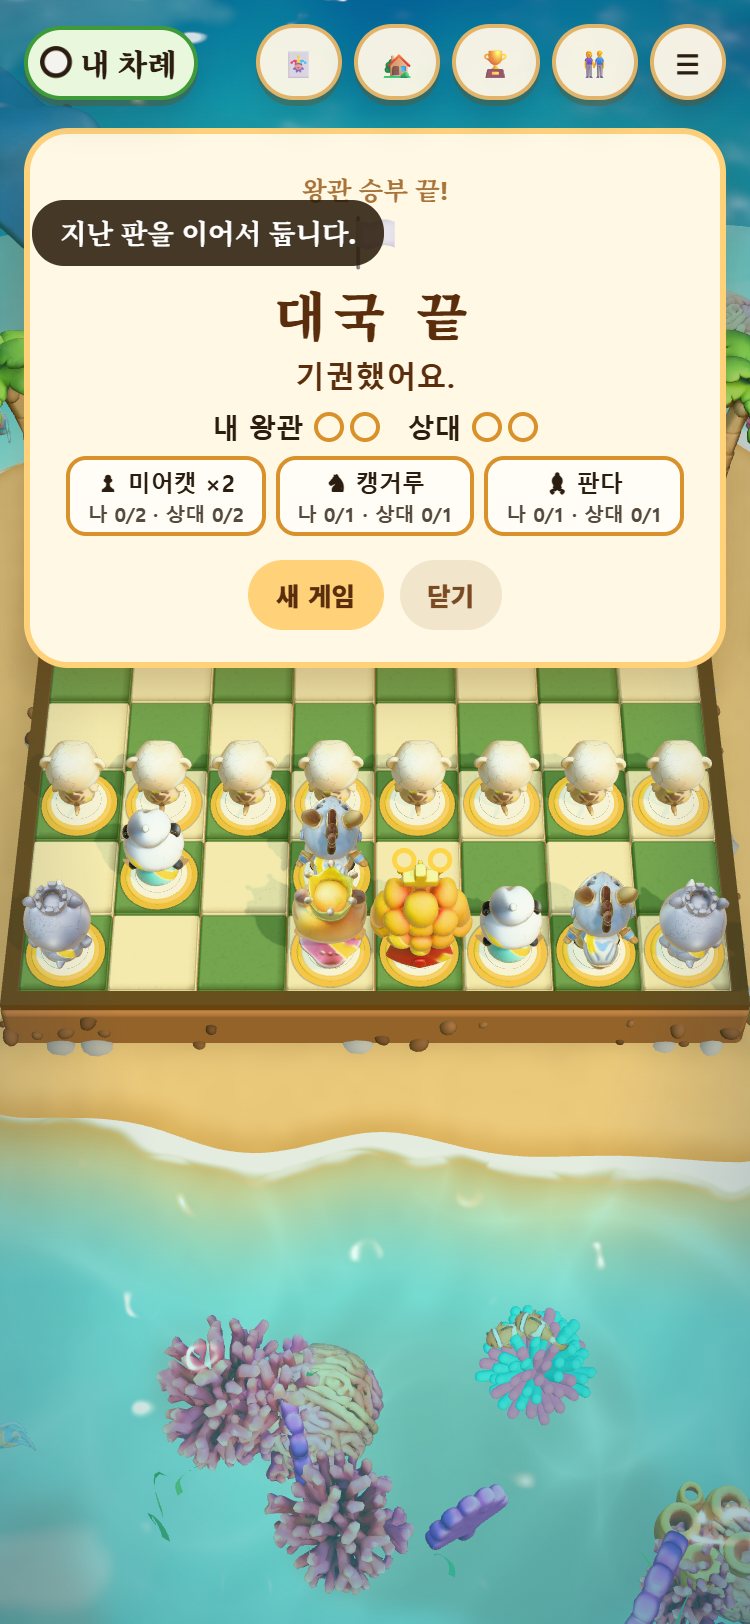 내 차례
왕관 승부 끝!
지난 판을 이어서 둡니다.
대국 끝
기권했어요.
내 왕관 상대
미어캣 ×2
나 0/2 · 상대 0/2
캥거루
나 0/1 · 상대 0/1
판다
나 0/1 · 상대 0/1
새 게임
닫기